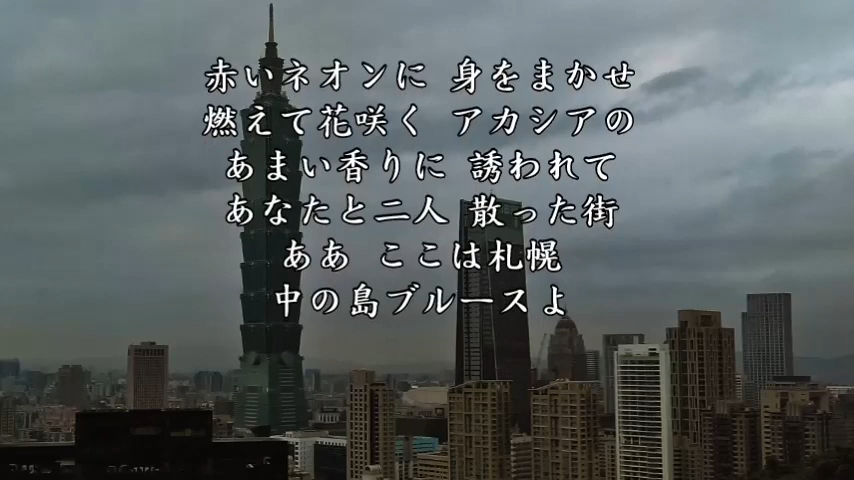 赤いネオンに 身をまかせ
燃えて花咲く アカシアの
あまい香りに 誘われて
あなたと二人 散った街
ああ ここは札幌
中の島ブルースよ